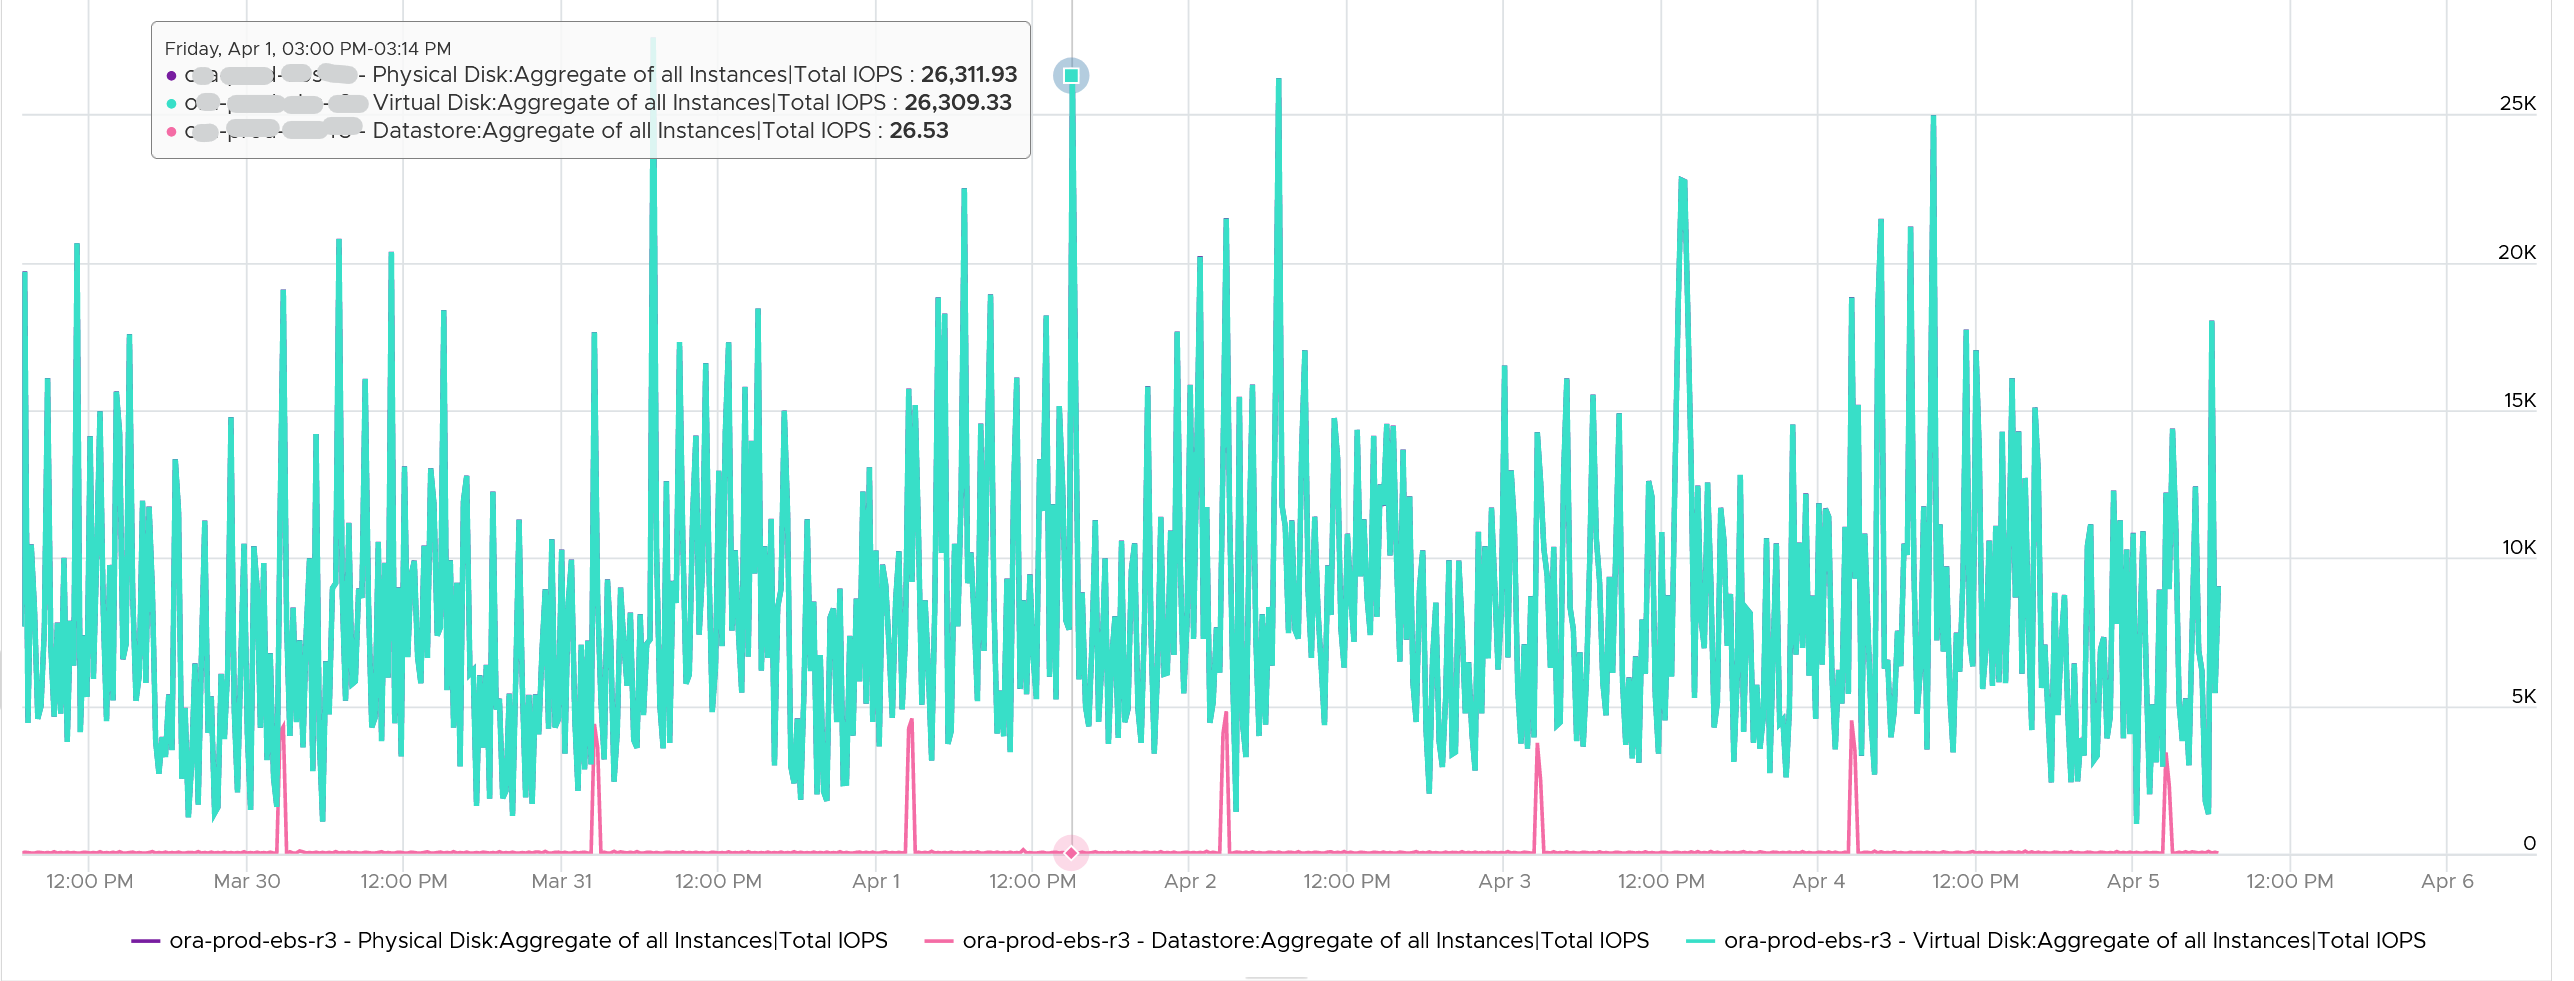 Friday, Apr 1, 03:00 PM-03:14 PM
- Physical Disk:Aggregate of all Instances|Total IOPS : 26,311.93
Virtual Disk:Aggregate of all Instances|Total IOPS : 26,309.33
- Datastore:Aggregate of all Instances|Total IOPS : 26.53
25K
20K
15K
10K
5K
0
12:00 PM Mar 30 12:00 PM Mar 31 12:00 PM Apr 1 12:00 PM Apr 2 12:00 PM Apr 3 12:00 PM Apr 4 12:00 PM Apr 5 12:00 PM Apr 6
ora-prod-ebs-r3 - Physical Disk:Aggregate of all Instances|Total IOPS ora-prod-ebs-r3 - Datastore:Aggregate of all Instances|Total IOPS ora-prod-ebs-r3 - Virtual Disk:Aggregate of all Instances|Total IOPS